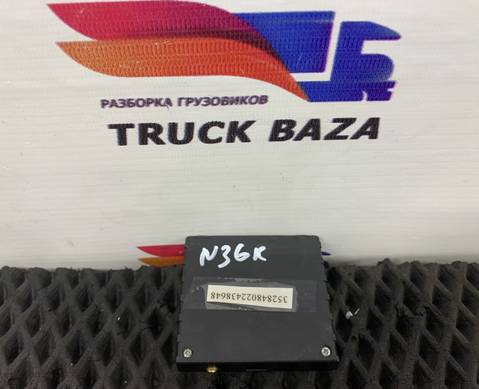 РАЗБОРКА ГРУЗОВИКОВ
TRUCK BAZA
N36K
352848022438648